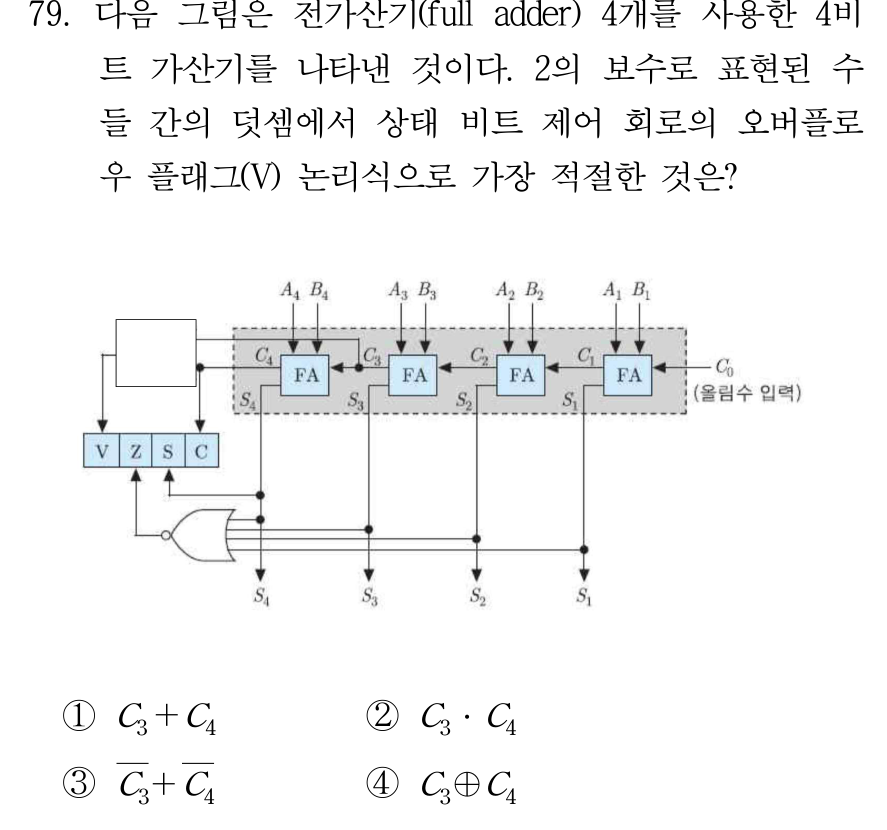 79. 다음 그림은 전가산기(full adder) 4개를 사용한 4비
트 가산기를 나타낸 것이다. 2의 보수로 표현된 수
들 간의 덧셈에서 상태 비트 제어 회로의 오버플로
우 플래그(V) 논리식으로 가장 적절한 것은?
A₄ B₄ A₃ B₃ A₂ B₂ A₁ B₁
C₄ FA C₃ FA C₂ FA C₁ FA C₀
(올림수 입력)
S₄ S₃ S₂ S₁
V Z S C
S₄ S₃ S₂ S₁
① C₃ + C₄ ② C₃ · C₄
③ C̅₃ + C̅₄ ④ C₃⊕C₄